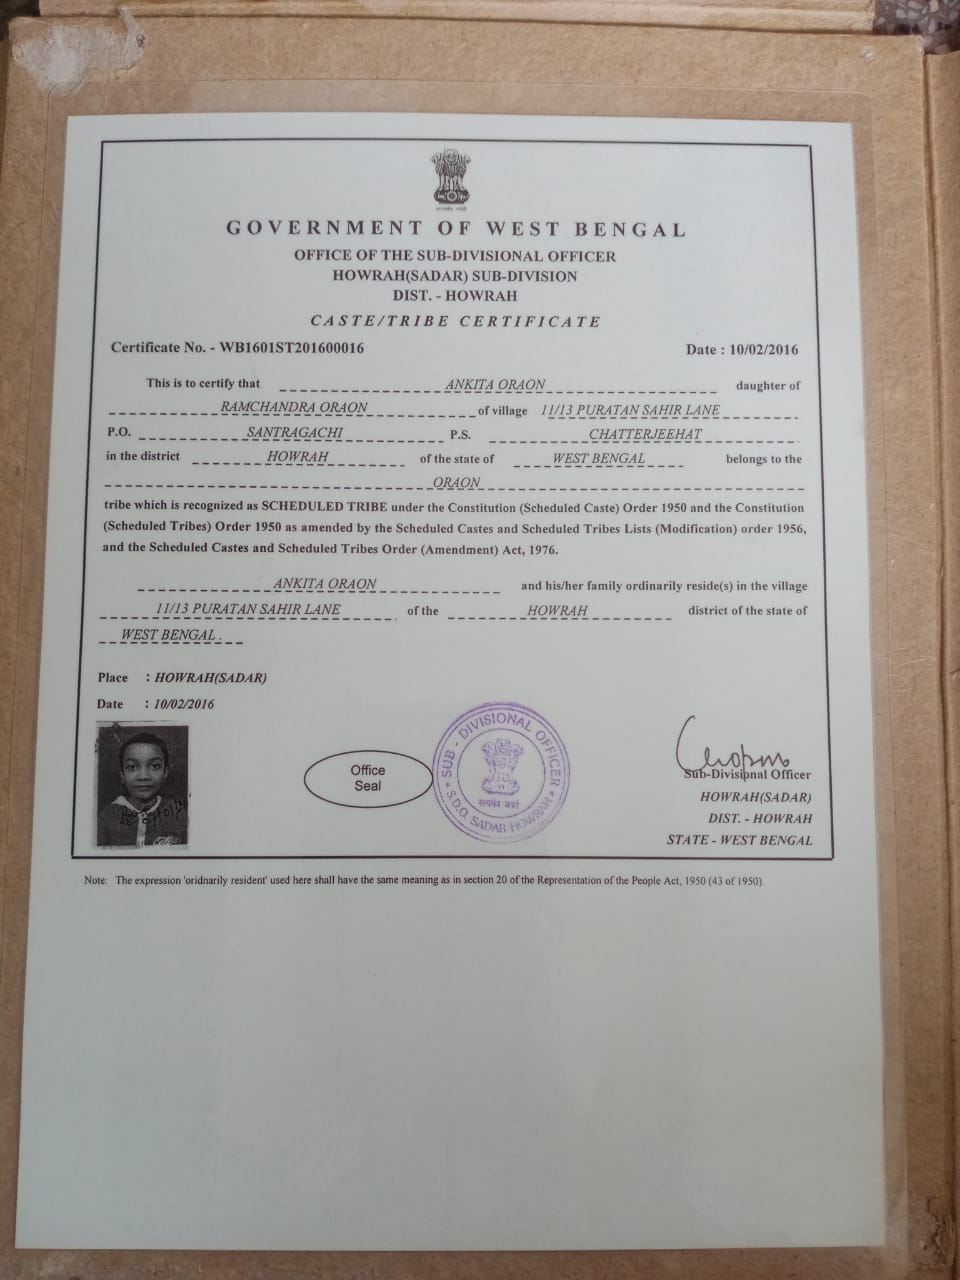 सत्यमेव जयते
GOVERNMENT OF WEST BENGAL
OFFICE OF THE SUB-DIVISIONAL OFFICER
HOWRAH(SADAR) SUB-DIVISION
DIST. - HOWRAH
CASTE/TRIBE CERTIFICATE
Certificate No. - WB1601ST201600016 Date : 10/02/2016
This is to certify that ANKITA ORAON daughter of
RAMCHANDRA ORAON of village 11/13 PURATAN SAHIR LANE
P.O. SANTRAGACHI P.S. CHATTERJEEHAT
in the district HOWRAH of the state of WEST BENGAL belongs to the
ORAON
tribe which is recognized as SCHEDULED TRIBE under the Constitution (Scheduled Caste) Order 1950 and the Constitution
(Scheduled Tribes) Order 1950 as amended by the Scheduled Castes and Scheduled Tribes Lists (Modification) order 1956,
and the Scheduled Castes and Scheduled Tribes Order (Amendment) Act, 1976.
ANKITA ORAON and his/her family ordinarily reside(s) in the village
11/13 PURATAN SAHIR LANE of the HOWRAH district of the state of
WEST BENGAL .
Place : HOWRAH(SADAR)
Date : 10/02/2016
Office
Seal
SUB - DIVISIONAL OFFICER
सत्यमेव जयते
* S.D.O. SADAR HOWRAH *
Sub-Divisional Officer
HOWRAH(SADAR)
DIST. - HOWRAH
STATE - WEST BENGAL
Note: The expression 'oridnarily resident' used here shall have the same meaning as in section 20 of the Representation of the People Act, 1950 (43 of 1950).